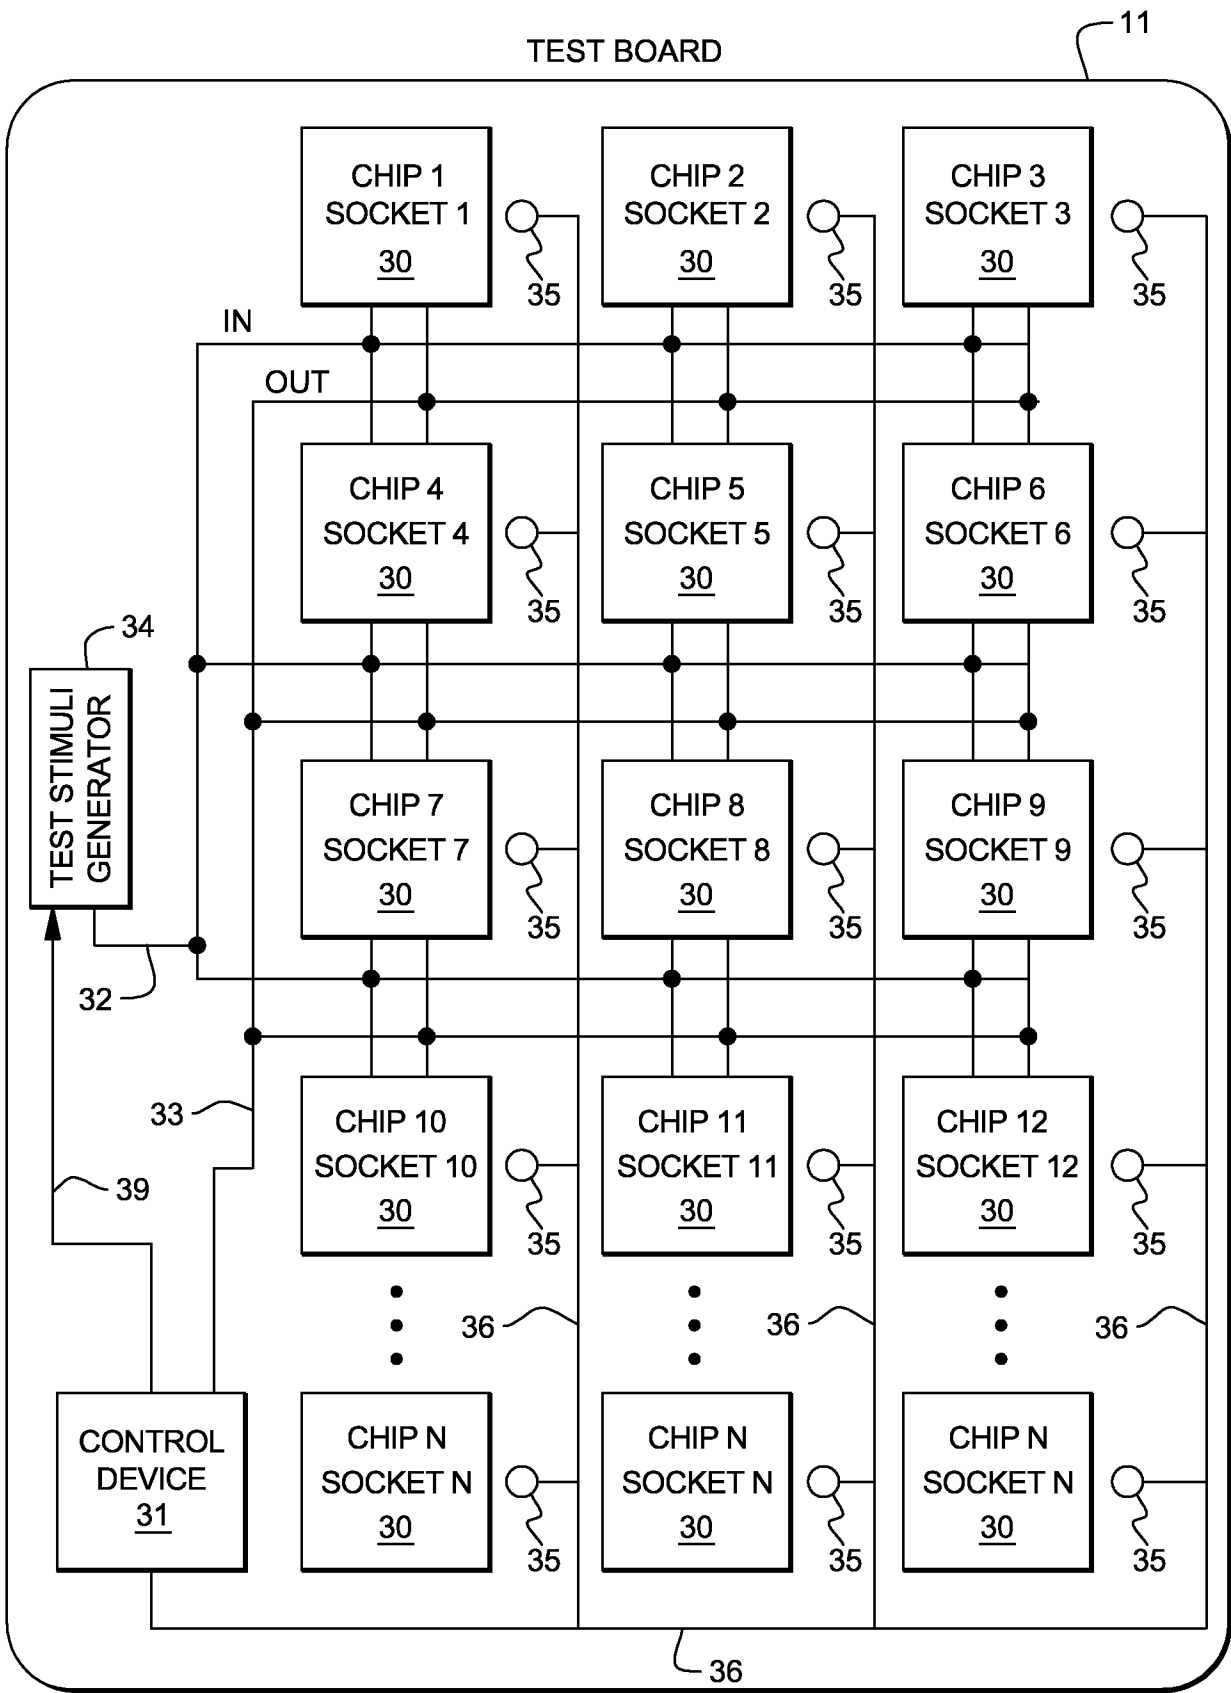 11
TEST BOARD
CHIP 1
SOCKET 1
30
35
CHIP 2
SOCKET 2
30
35
CHIP 3
SOCKET 3
30
35
IN
OUT
CHIP 4
SOCKET 4
30
35
CHIP 5
SOCKET 5
30
35
CHIP 6
SOCKET 6
30
35
34
TEST STIMULI
GENERATOR
CHIP 7
SOCKET 7
30
35
CHIP 8
SOCKET 8
30
35
CHIP 9
SOCKET 9
30
35
32
33
39
CHIP 10
SOCKET 10
30
35
CHIP 11
SOCKET 11
30
35
CHIP 12
SOCKET 12
30
35
36
36
36
CONTROL
DEVICE
31
CHIP N
SOCKET N
30
35
CHIP N
SOCKET N
30
35
CHIP N
SOCKET N
30
35
36